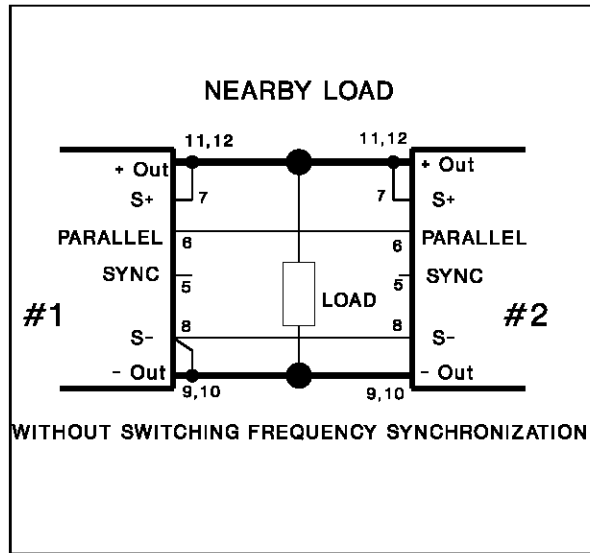 NEARBY LOAD
11,12 11,12
+ Out + Out
S+ 7 7 S+
PARALLEL 6 6 PARALLEL
SYNC 5 5 SYNC
LOAD
#1 #2
S- 8 8 S-
- Out - Out
9,10 9,10
WITHOUT SWITCHING FREQUENCY SYNCHRONIZATION